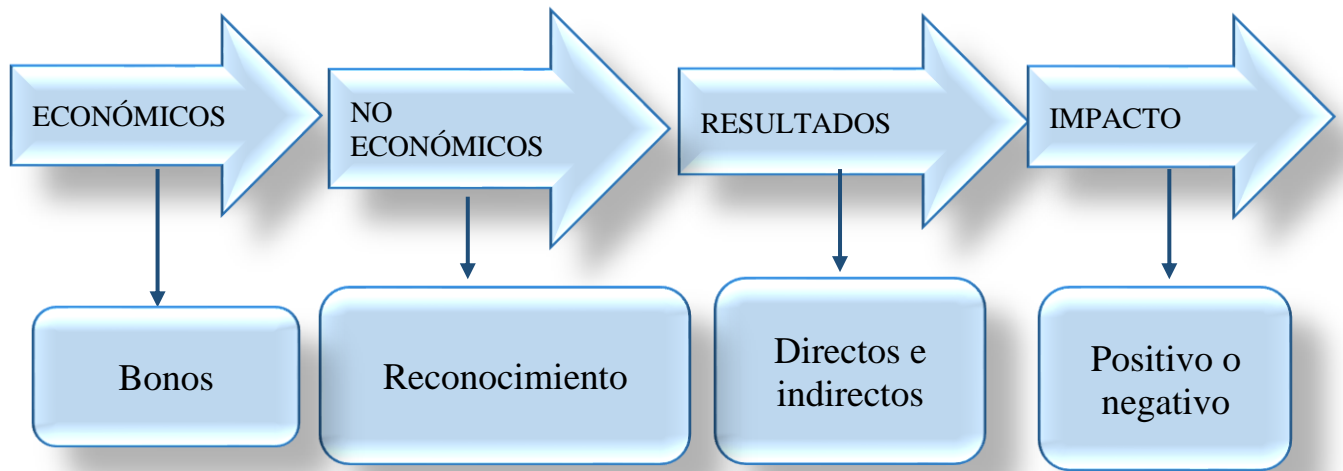 ECONÓMICOS
NO
ECONÓMICOS
RESULTADOS
IMPACTO
Bonos
Reconocimiento
Directos e
indirectos
Positivo o
negativo